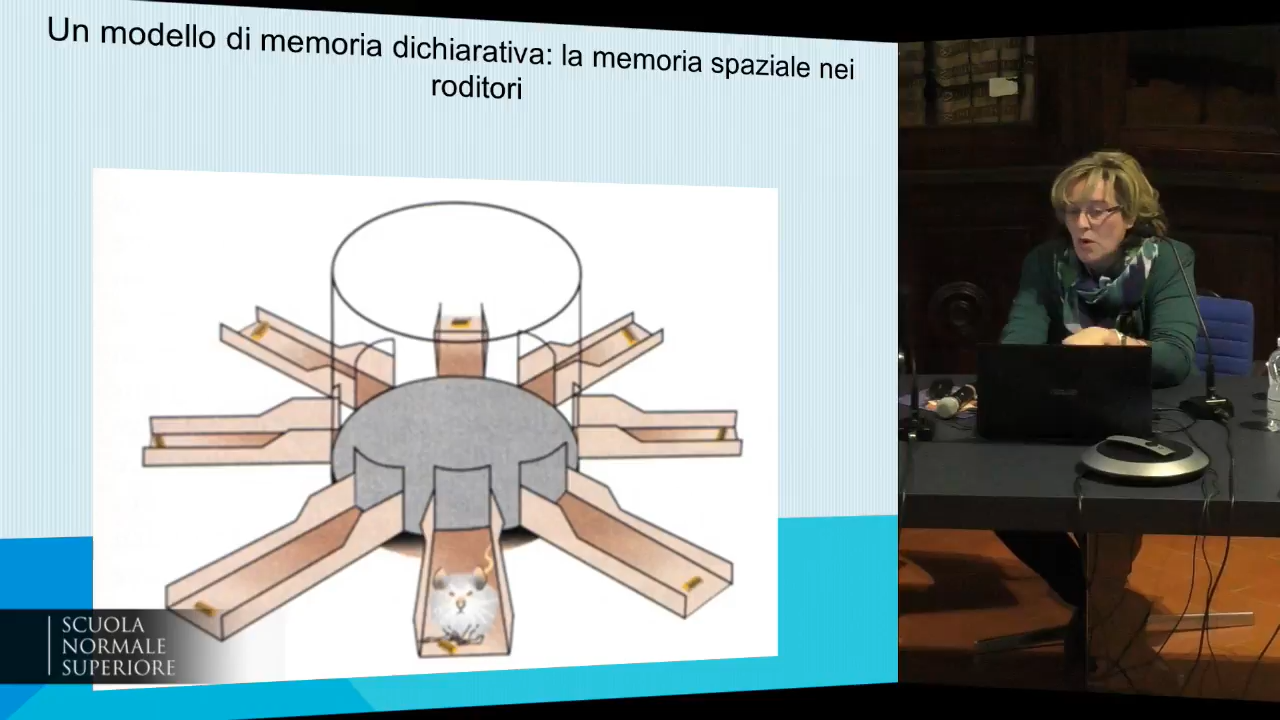 Un modello di memoria dichiarativa: la memoria spaziale nei
roditori
SCUOLA
NORMALE
SUPERIORE